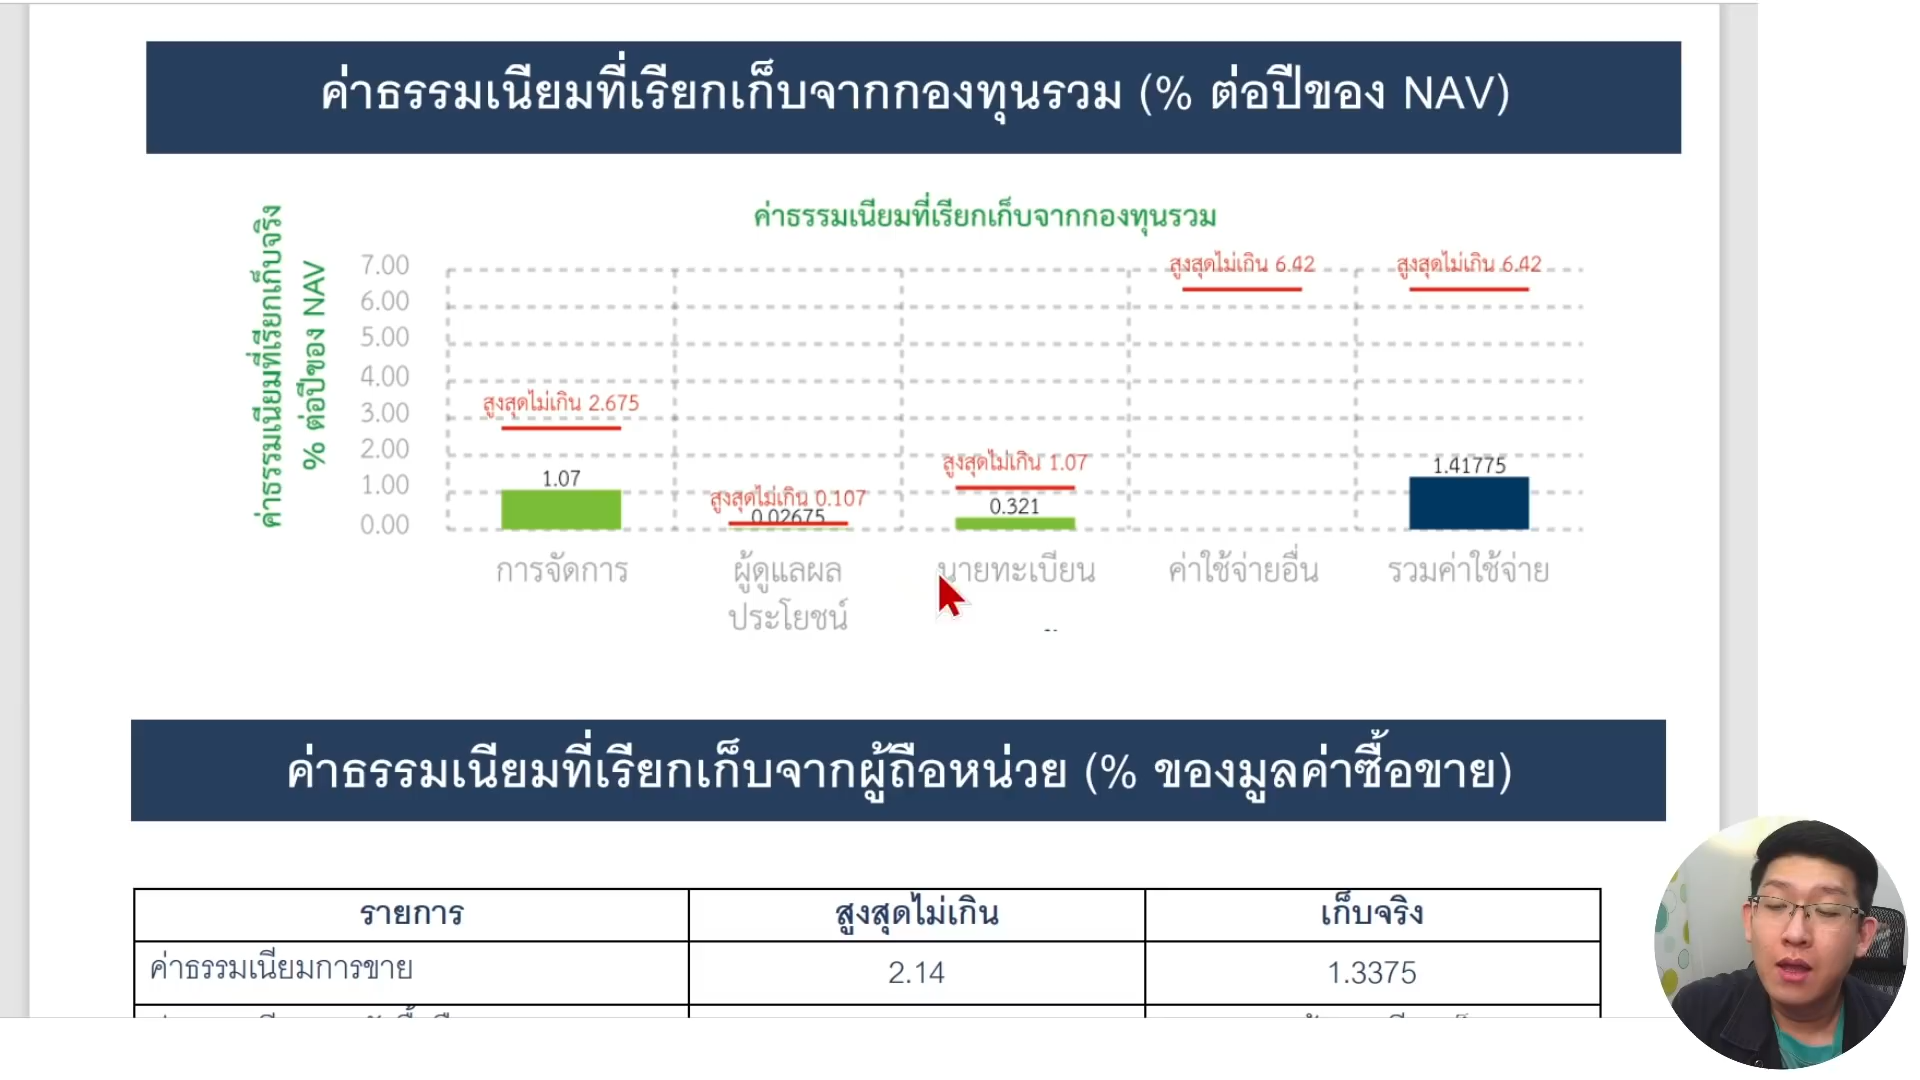 ค่าธรรมเนียมที่เรียกเก็บจากกองทุนรวม (% ต่อปีของ NAV)
ค่าธรรมเนียมที่เรียกเก็บจากกองทุนรวม
ค่าธรรมเนียมที่เรียกเก็บจริง
% ต่อปีของ NAV
7.00
6.00
5.00
4.00
3.00
2.00
1.00
0.00
สูงสุดไม่เกิน 2.675
1.07
สูงสุดไม่เกิน 0.107
0.02675
สูงสุดไม่เกิน 1.07
0.321
สูงสุดไม่เกิน 6.42
สูงสุดไม่เกิน 6.42
1.41775
การจัดการ
ผู้ดูแลผล
ประโยชน์
นายทะเบียน
ค่าใช้จ่ายอื่น
รวมค่าใช้จ่าย
ค่าธรรมเนียมที่เรียกเก็บจากผู้ถือหน่วย (% ของมูลค่าซื้อขาย)
รายการ สูงสุดไม่เกิน เก็บจริง
ค่าธรรมเนียมการขาย 2.14 1.3375